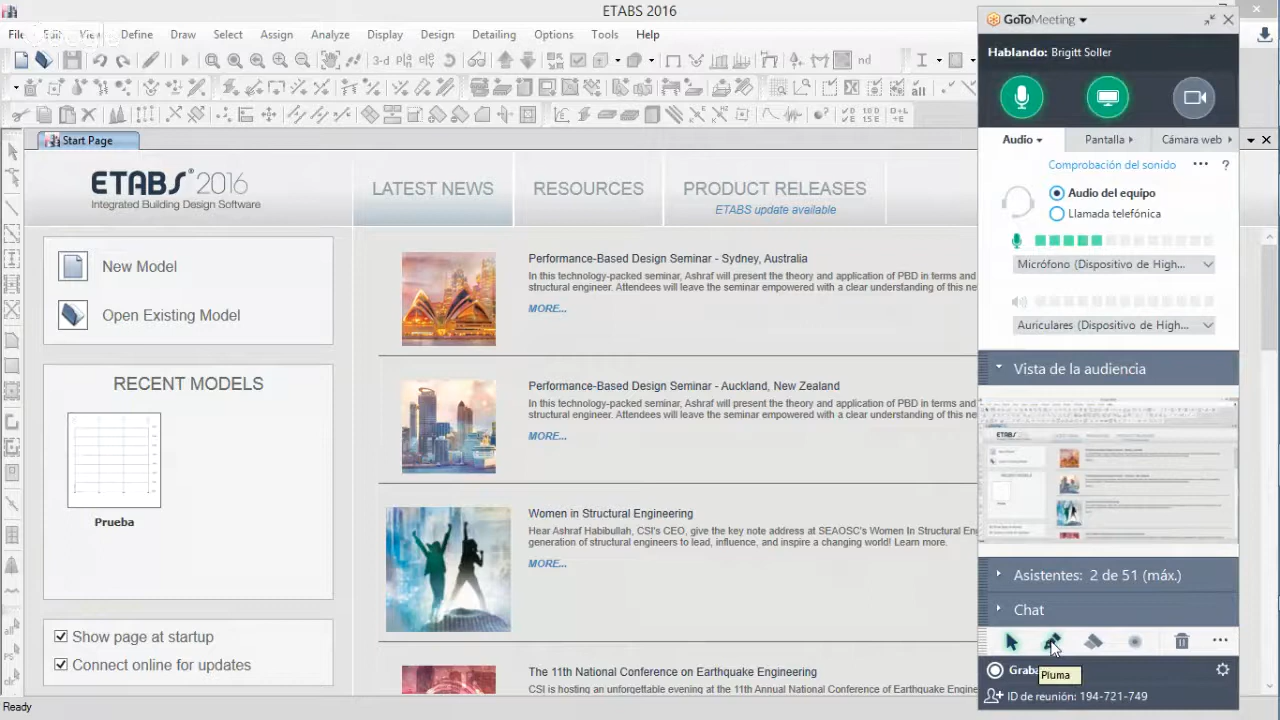 ETABS 2016
Define Draw Select Assign Analyze Display Design Detailing Options Tools Help
nd
all
Start Page
ETABS 2016
Integrated Building Design Software
LATEST NEWS
RESOURCES
PRODUCT RELEASES
ETABS update available
New Model
Open Existing Model
RECENT MODELS
Prueba
Show page at startup
Connect online for updates
Performance-Based Design Seminar - Sydney, Australia
In this technology-packed seminar, Ashraf will present the theory and application of PBD in terms and
structural engineer. Attendees will leave the seminar empowered with a clear understanding of this ne
MORE...
Performance-Based Design Seminar - Auckland, New Zealand
In this technology-packed seminar, Ashraf will present the theory and application of PBD in terms and
structural engineer. Attendees will leave the seminar empowered with a clear understanding of this ne
MORE...
Women in Structural Engineering
Hear Ashraf Habibullah, CSI's CEO, give the key note address at SEAOSC's Women In Structural Eng
generation of structural engineers to lead, influence, and inspire a changing world! Learn more.
MORE...
11th National Conference on Earthquake Engineering
CSI is hosting an unforgettable evening at the 11th Annual National Conference of Earthquake Engine
Ready
GoToMeeting
Hablando: Brigitt Soller
Audio
Pantalla
Cámara web
Comprobación del sonido ... ?
Audio del equipo
Llamada telefónica
Micrófono (Dispositivo de High...
Auriculares (Dispositivo de High...
Vista de la audiencia
Asistentes: 2 de 51 (máx.)
Chat
Graba
Pluma
ID de reunión: 194-721-749